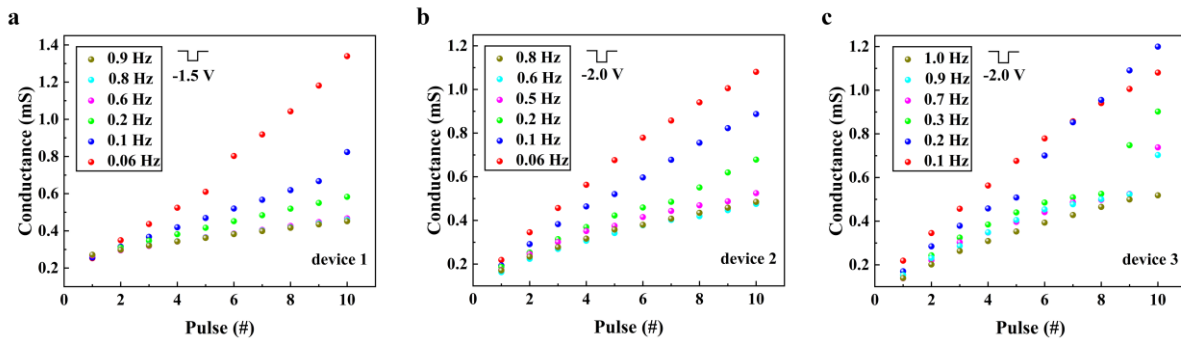 a
1.4
1.2
1.0
0.8
0.6
0.4
0.2
Conductance (mS)
0.9 Hz
0.8 Hz
0.6 Hz
0.2 Hz
0.1 Hz
0.06 Hz
-1.5 V
device 1
0 2 4 6 8 10
Pulse (#)
b
1.2
1.0
0.8
0.6
0.4
0.2
Conductance (mS)
0.8 Hz
0.6 Hz
0.5 Hz
0.2 Hz
0.1 Hz
0.06 Hz
-2.0 V
device 2
0 2 4 6 8 10
Pulse (#)
c
1.2
1.0
0.8
0.6
0.4
0.2
Conductance (mS)
1.0 Hz
0.9 Hz
0.7 Hz
0.3 Hz
0.2 Hz
0.1 Hz
-2.0 V
device 3
0 2 4 6 8 10
Pulse (#)